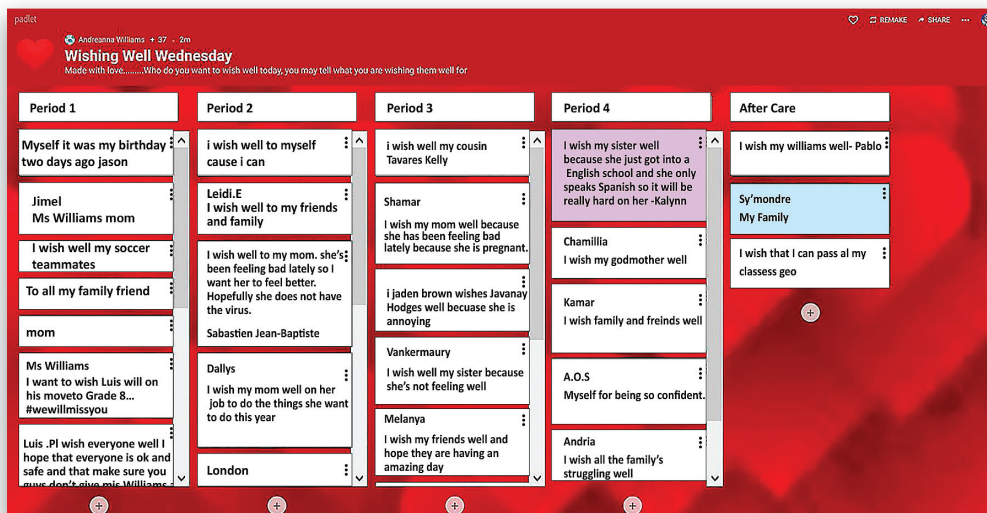 padlet
REMAKE
SHARE
Andreanna Williams + 37 . 2m
Wishing Well Wednesday
Made with love.........Who do you want to wish well today, you may tell what you are wishing them well for
Period 1
Myself it was my birthday
two days ago jason
Jimel
Ms Williams mom
I wish well my soccer
teammates
To all my family friend
mom
Ms Williams
I want to wish Luis will on
his moveto Grade 8...
#wewillmissyou
Luis .Pl wish everyone well I
hope that everyone is ok and
safe and that make sure you
guys don't give mis Williams a
Period 2
i wish well to myself
cause i can
Leidi.E
I wish well to my friends
and family
I wish well to my mom. she's
been feeling bad lately so I
want her to feel better.
Hopefully she does not have
the virus.
Sabastien Jean-Baptiste
Dallys
I wish my mom well on her
job to do the things she want
to do this year
London
Period 3
i wish well my cousin
Tavares Kelly
Shamar
I wish my mom well because
she has been feeling bad
lately because she is pregnant.
i jaden brown wishes Javanay
Hodges well becuase she is
annoying
Vankermaury
I wish well my sister because
she's not feeling well
Melanya
I wish my friends well and
hope they are having an
amazing day
Period 4
I wish my sister well
because she just got into a
English school and she only
speaks Spanish so it will be
really hard on her -Kalynn
Chamillia
I wish my godmother well
Kamar
I wish family and freinds well
A.O.S
Myself for being so confident.
Andria
I wish all the family's
struggling well
After Care
I wish my williams well- Pablo
Sy'mondre
My Family
I wish that I can pass al my
classess geo